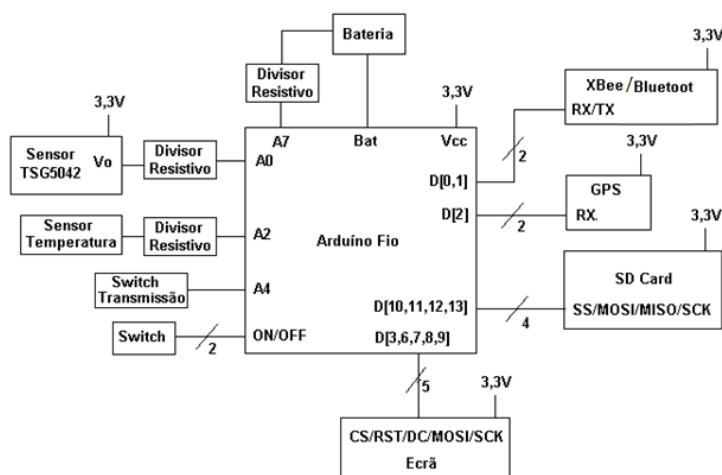 Bateria
3,3V
3,3V
Divisor
Resistivo
XBee/Bluetoot
RX/TX
3,3V
3,3V
A7
Bat
Vcc
2
Sensor
TSG5042
Vo
Divisor
Resistivo
A0
D[0,1]
GPS
RX.
D[2]
2
3,3V
Sensor
Temperatura
Divisor
Resistivo
A2
Arduíno Fio
SD Card
SS/MOSI/MISO/SCK
Switch
Transmissão
A4
D[10,11,12,13]
4
Switch
2
ON/OFF
D[3,6,7,8,9]
5
3,3V
CS/RST/DC/MOSI/SCK
Ecrã